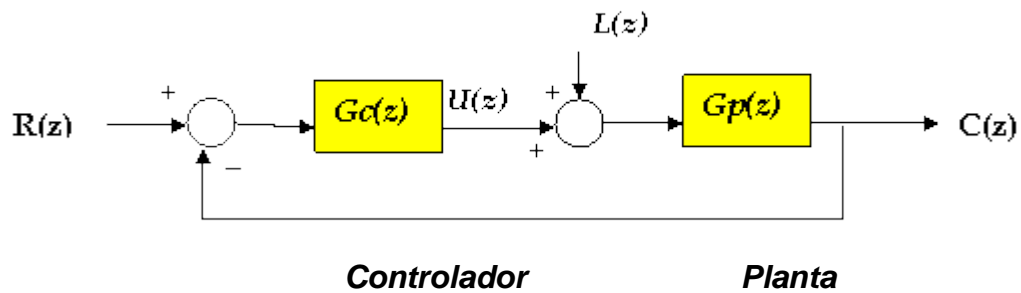 L(z)
+ Gc(z) U(z) + Gp(z)
R(z) C(z)
− +
Controlador Planta